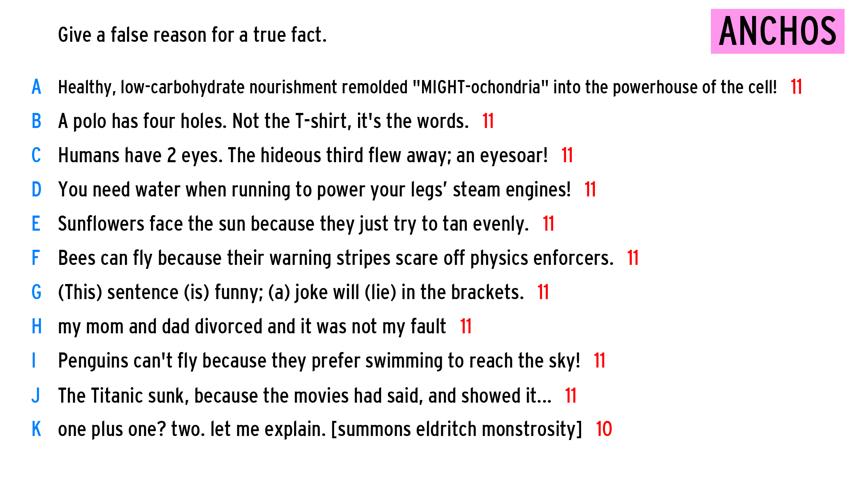 Give a false reason for a true fact.
ANCHOS
A Healthy, low-carbohydrate nourishment remolded "MIGHT-ochondria" into the powerhouse of the cell! 11
B A polo has four holes. Not the T-shirt, it's the words. 11
C Humans have 2 eyes. The hideous third flew away; an eyesoar! 11
D You need water when running to power your legs’ steam engines! 11
E Sunflowers face the sun because they just try to tan evenly. 11
F Bees can fly because their warning stripes scare off physics enforcers. 11
G (This) sentence (is) funny; (a) joke will (lie) in the brackets. 11
H my mom and dad divorced and it was not my fault 11
I Penguins can't fly because they prefer swimming to reach the sky! 11
J The Titanic sunk, because the movies had said, and showed it... 11
K one plus one? two. let me explain. [summons eldritch monstrosity] 10